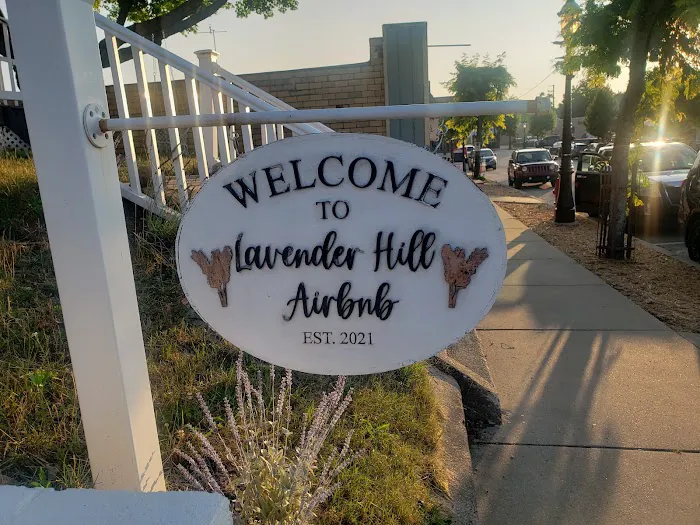 WELCOME
TO
Lavender Hill
Airbnb
EST. 2021